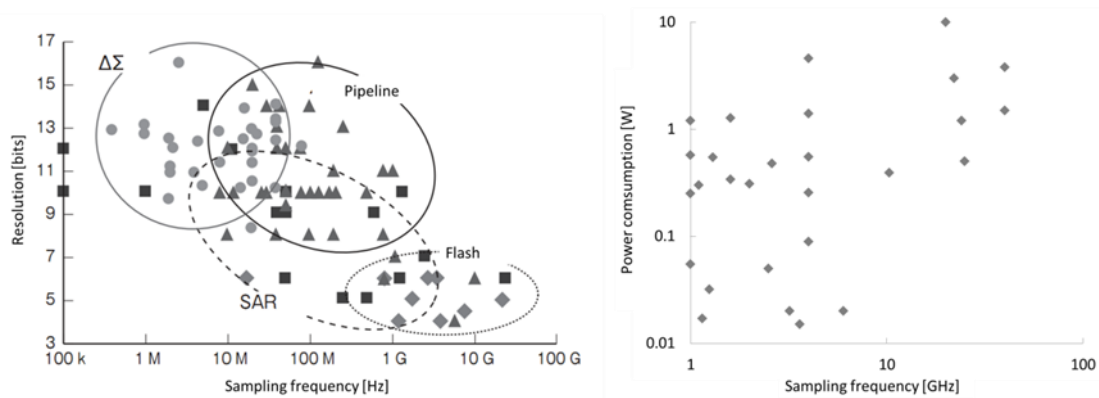 17
15
13
11
9
7
5
3
Resolution [bits]
ΔΣ
Pipeline
Flash
SAR
100 k
1 M
10 M
100 M
1 G
10 G
100 G
Sampling frequency [Hz]
10
1
0.1
0.01
Power comsumption [W]
1
10
100
Sampling frequency [GHz]